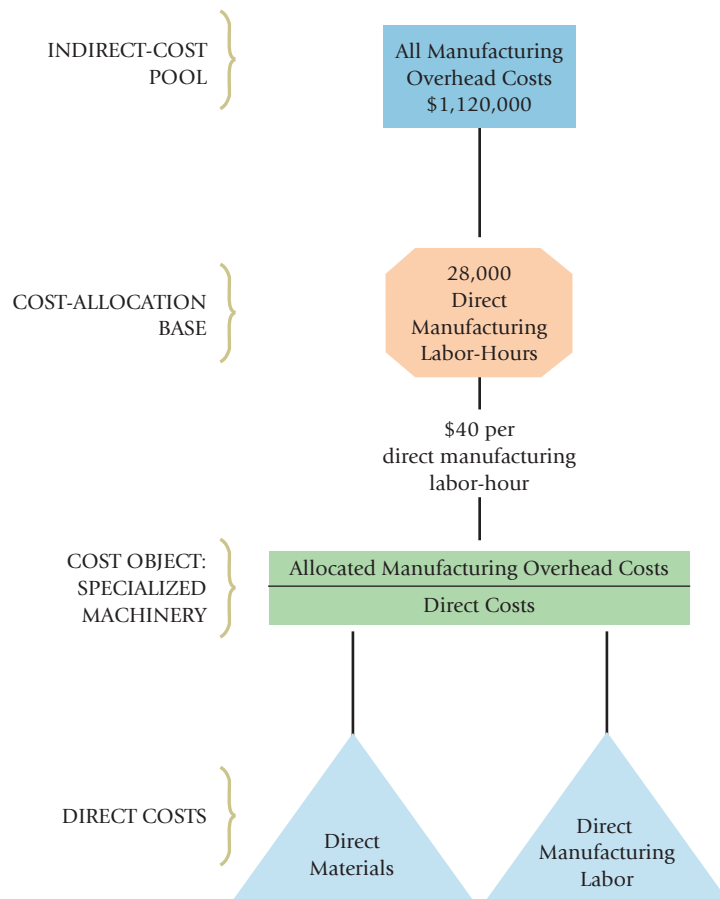 INDIRECT-COST
POOL
All Manufacturing
Overhead Costs
$1,120,000
COST-ALLOCATION
BASE
28,000
Direct
Manufacturing
Labor-Hours
$40 per
direct manufacturing
labor-hour
COST OBJECT:
SPECIALIZED
MACHINERY
Allocated Manufacturing Overhead Costs
Direct Costs
DIRECT COSTS
Direct
Materials
Direct
Manufacturing
Labor